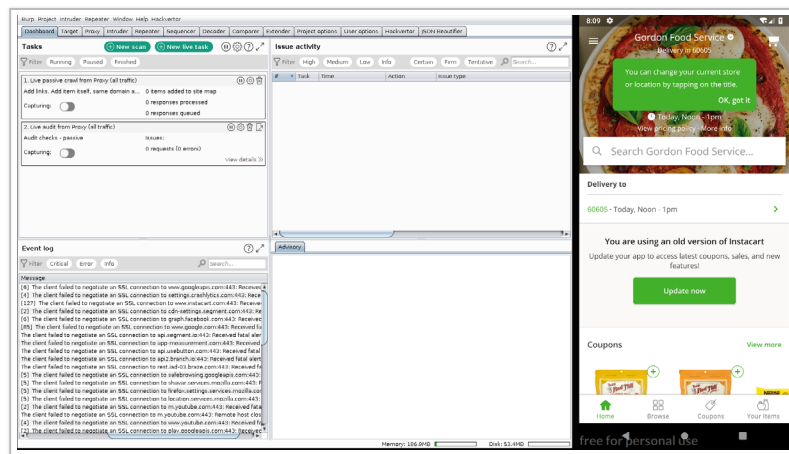 Burp Project Intruder Repeater Window Help Hackvertor
Dashboard Target Proxy Intruder Repeater Sequencer Decoder Comparer Extender Project options User options Hackvertor JSON Beautifier
Tasks
New scan
New live task
Filter Running Paused Finished
1. Live passive crawl from Proxy (all traffic)
Add links. Add item itself, same domain a... 0 items added to site map
0 responses processed
Capturing:
0 responses queued
2. Live audit from Proxy (all traffic)
Audit checks - passive Issues:
0 requests (0 errors)
Capturing:
View details
Issue activity
Filter High Medium Low Info Certain Firm Tentative Search...
# Task Time Action Issue type
Event log
Filter Critical Error Info Search...
Message
[6] The client failed to negotiate an SSL connection to www.googleapis.com:443: Received
[4] The client failed to negotiate an SSL connection to settings.crashlytics.com:443: Rece
[127] The client failed to negotiate an SSL connection to www.instacart.com:443: Receive
[2] The client failed to negotiate an SSL connection to cdn-settings.segment.com:443: Re
[6] The client failed to negotiate an SSL connection to graph.facebook.com:443: Received
[85] The client failed to negotiate an SSL connection to www.google.com:443: Received fa
The client failed to negotiate an SSL connection to api.segment.io:443: Received fatal aler
The client failed to negotiate an SSL connection to app-measurement.com:443: Received
The client failed to negotiate an SSL connection to api.usebutton.com:443: Received fatal
The client failed to negotiate an SSL connection to api2.branch.io:443: Received fatal alert
The client failed to negotiate an SSL connection to rest.iad-03.braze.com:443: Received fa
[5] The client failed to negotiate an SSL connection to safebrowsing.googleapis.com:443:
[5] The client failed to negotiate an SSL connection to shavar.services.mozilla.com:443: F
[5] The client failed to negotiate an SSL connection to firefox.settings.services.mozilla.com
[5] The client failed to negotiate an SSL connection to location.services.mozilla.com:443:
[2] The client failed to negotiate an SSL connection to m.youtube.com:443: Received fata
The client failed to negotiate an SSL connection to m.youtube.com:443: Remote host clos
[4] The client failed to negotiate an SSL connection to www.youtube.com:443: Received fa
[2] The client failed to negotiate an SSL connection to play.googleapis.com:443: Received
Advisory
Memory: 106.9MB Disk: 53.4MB
8:09
Gordon Food Service
Delivery in 60605
You can change your current store
or location by tapping on the title.
OK, got it
Today, Noon - 1pm
View pricing policy · More info
Search Gordon Food Service...
Delivery to
60605 · Today, Noon - 1pm
You are using an old version of Instacart
Update your app to access latest coupons, sales, and new
features!
Update now
Coupons View more
Home Browse Coupons Your Items
free for personal use